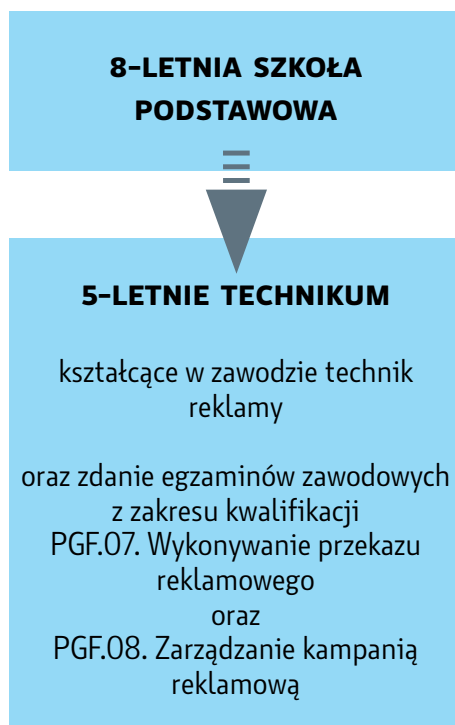 8-LETNIA SZKOŁA
PODSTAWOWA
5-LETNIE TECHNIKUM
kształcące w zawodzie technik
reklamy
oraz zdanie egzaminów zawodowych
z zakresu kwalifikacji
PGF.07. Wykonywanie przekazu
reklamowego
oraz
PGF.08. Zarządzanie kampanią
reklamową